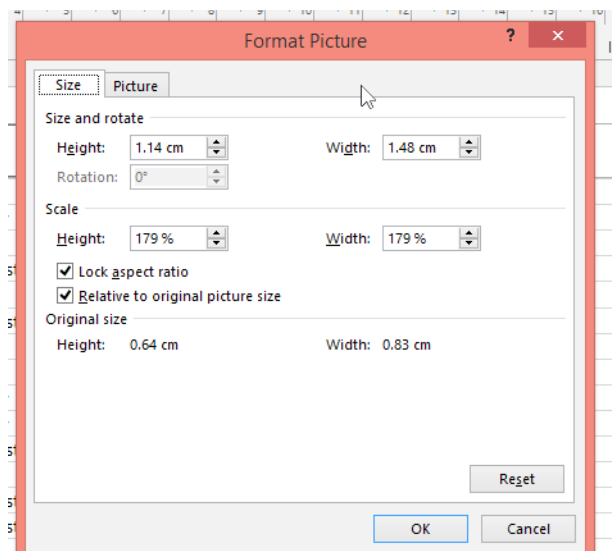 Format Picture ?
Size Picture
Size and rotate
Height: 1.14 cm Width: 1.48 cm
Rotation: 0°
Scale
Height: 179 % Width: 179 %
Lock aspect ratio
Relative to original picture size
Original size
Height: 0.64 cm Width: 0.83 cm
Reset
OK Cancel